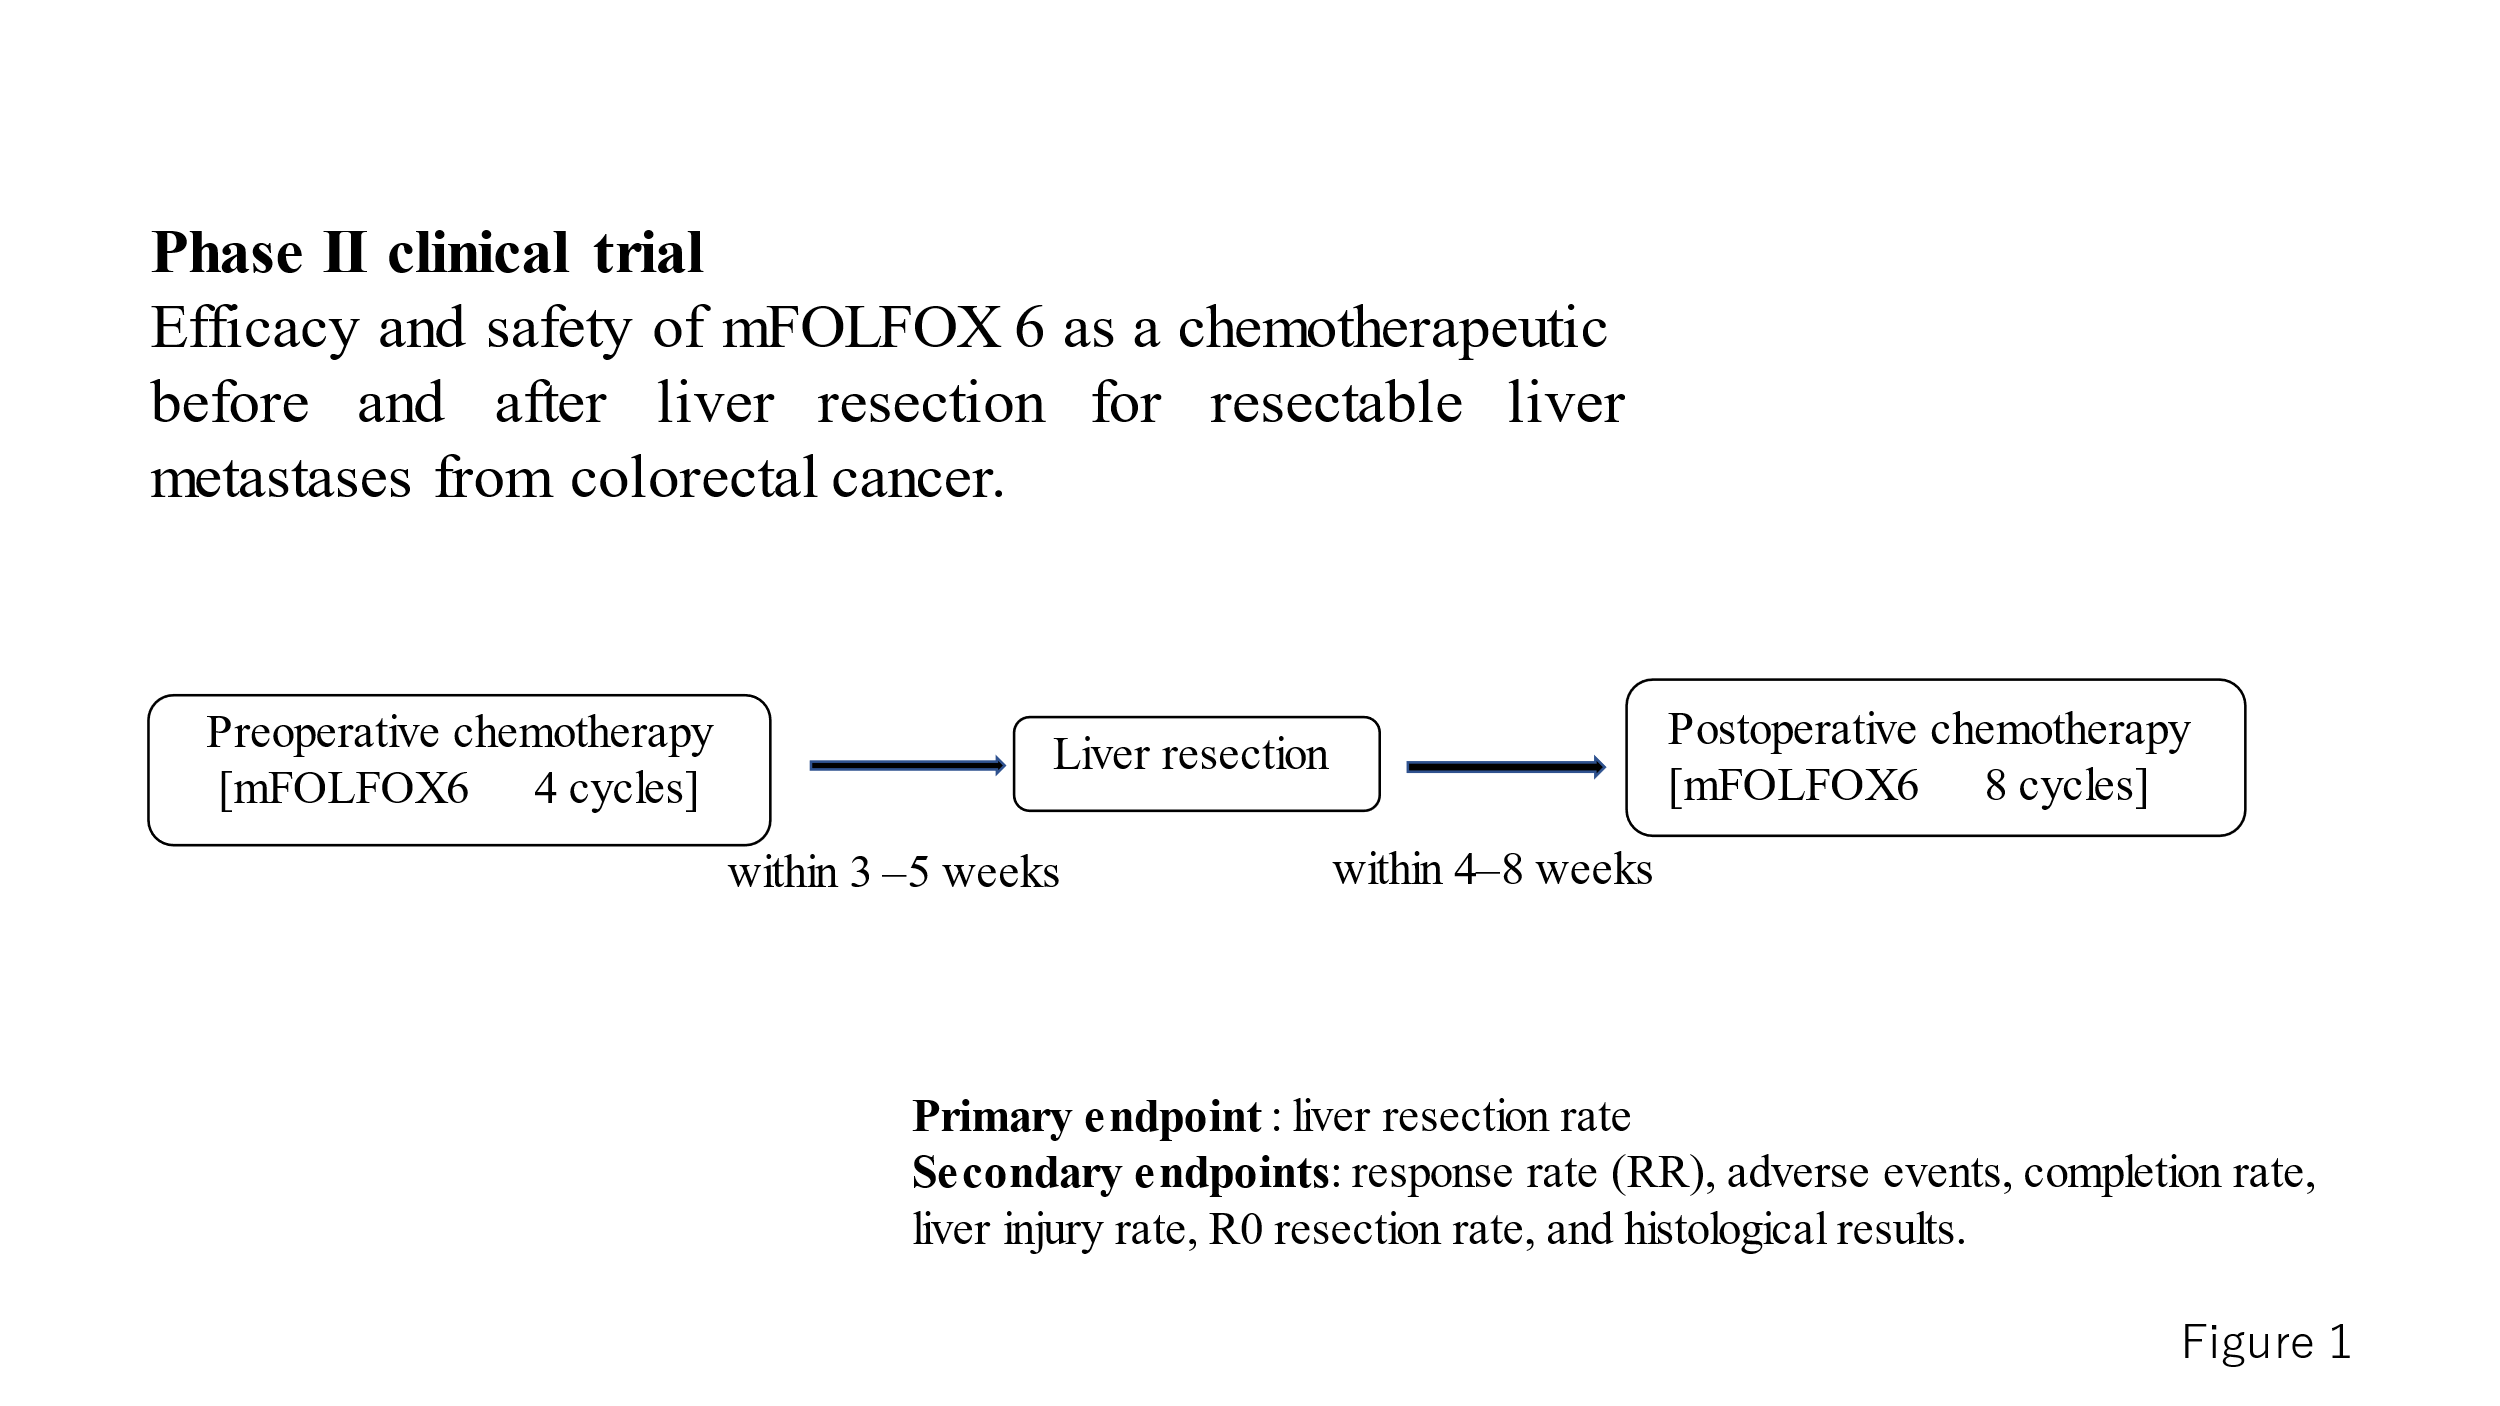 Phase II clinical trial
Efficacy and safety of mFOLFOX 6 as a chemotherapeutic
before and after liver resection for resectable liver
metastases from colorectal cancer.
Preoperative chemotherapy
[mFOLFOX6 4 cycles]
within 3 –5 weeks
Liver resection
within 4–8 weeks
Postoperative chemotherapy
[mFOLFOX6 8 cycles]
Primary endpoint : liver resection rate
Secondary endpoints: response rate (RR), adverse events, completion rate,
liver injury rate, R0 resection rate, and histological results.
Figure 1